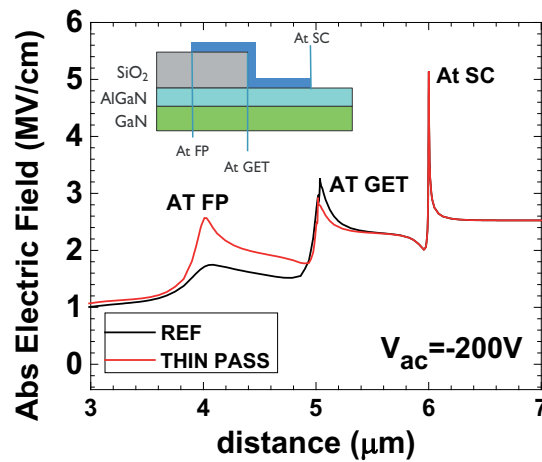 At SC
SiO2
AlGaN
GaN
At FP
At GET
At SC
AT FP
AT GET
REF
THIN PASS
Vac=-200V
Abs Electric Field (MV/cm)
6
5
4
3
2
1
0
3
4
5
6
7
distance (μm)